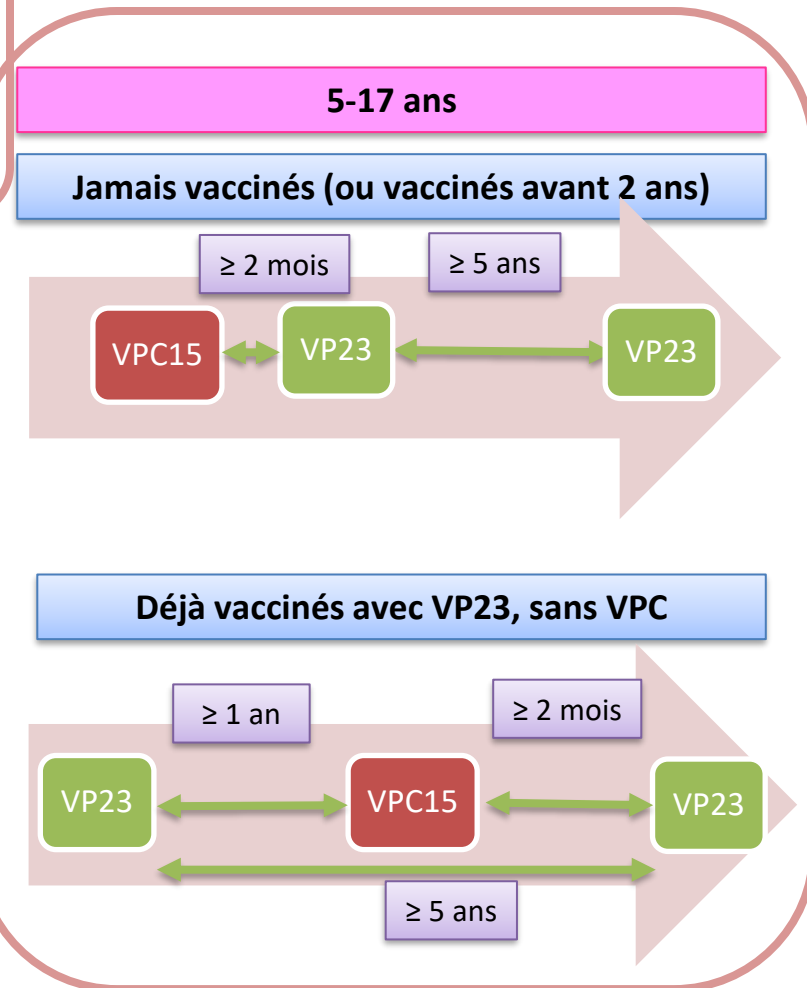 5-17 ans
Jamais vaccinés (ou vaccinés avant 2 ans)
≥ 2 mois
≥ 5 ans
VPC15
VP23
VP23
Déjà vaccinés avec VP23, sans VPC
≥ 1 an
≥ 2 mois
VP23
VPC15
VP23
≥ 5 ans